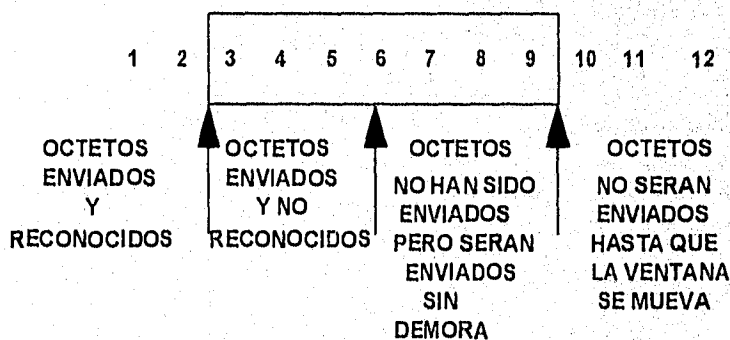 1 2 3 4 5 6 7 8 9 10 11 12
OCTETOS
ENVIADOS
Y
RECONOCIDOS
OCTETOS
ENVIADOS
Y NO
RECONOCIDOS
OCTETOS
NO HAN SIDO
ENVIADOS
PERO SERAN
ENVIADOS
SIN
DEMORA
OCTETOS
NO SERAN
ENVIADOS
HASTA QUE
LA VENTANA
SE MUEVA